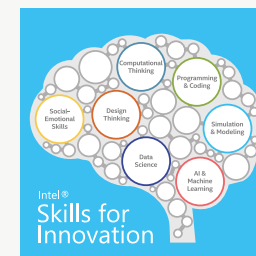 Computational
Thinking
Programming
& Coding
Social-
Emotional
Skills
Design
Thinking
Simulation
& Modeling
Data
Science
AI &
Machine
Learning
Intel®
Skills for
Innovation